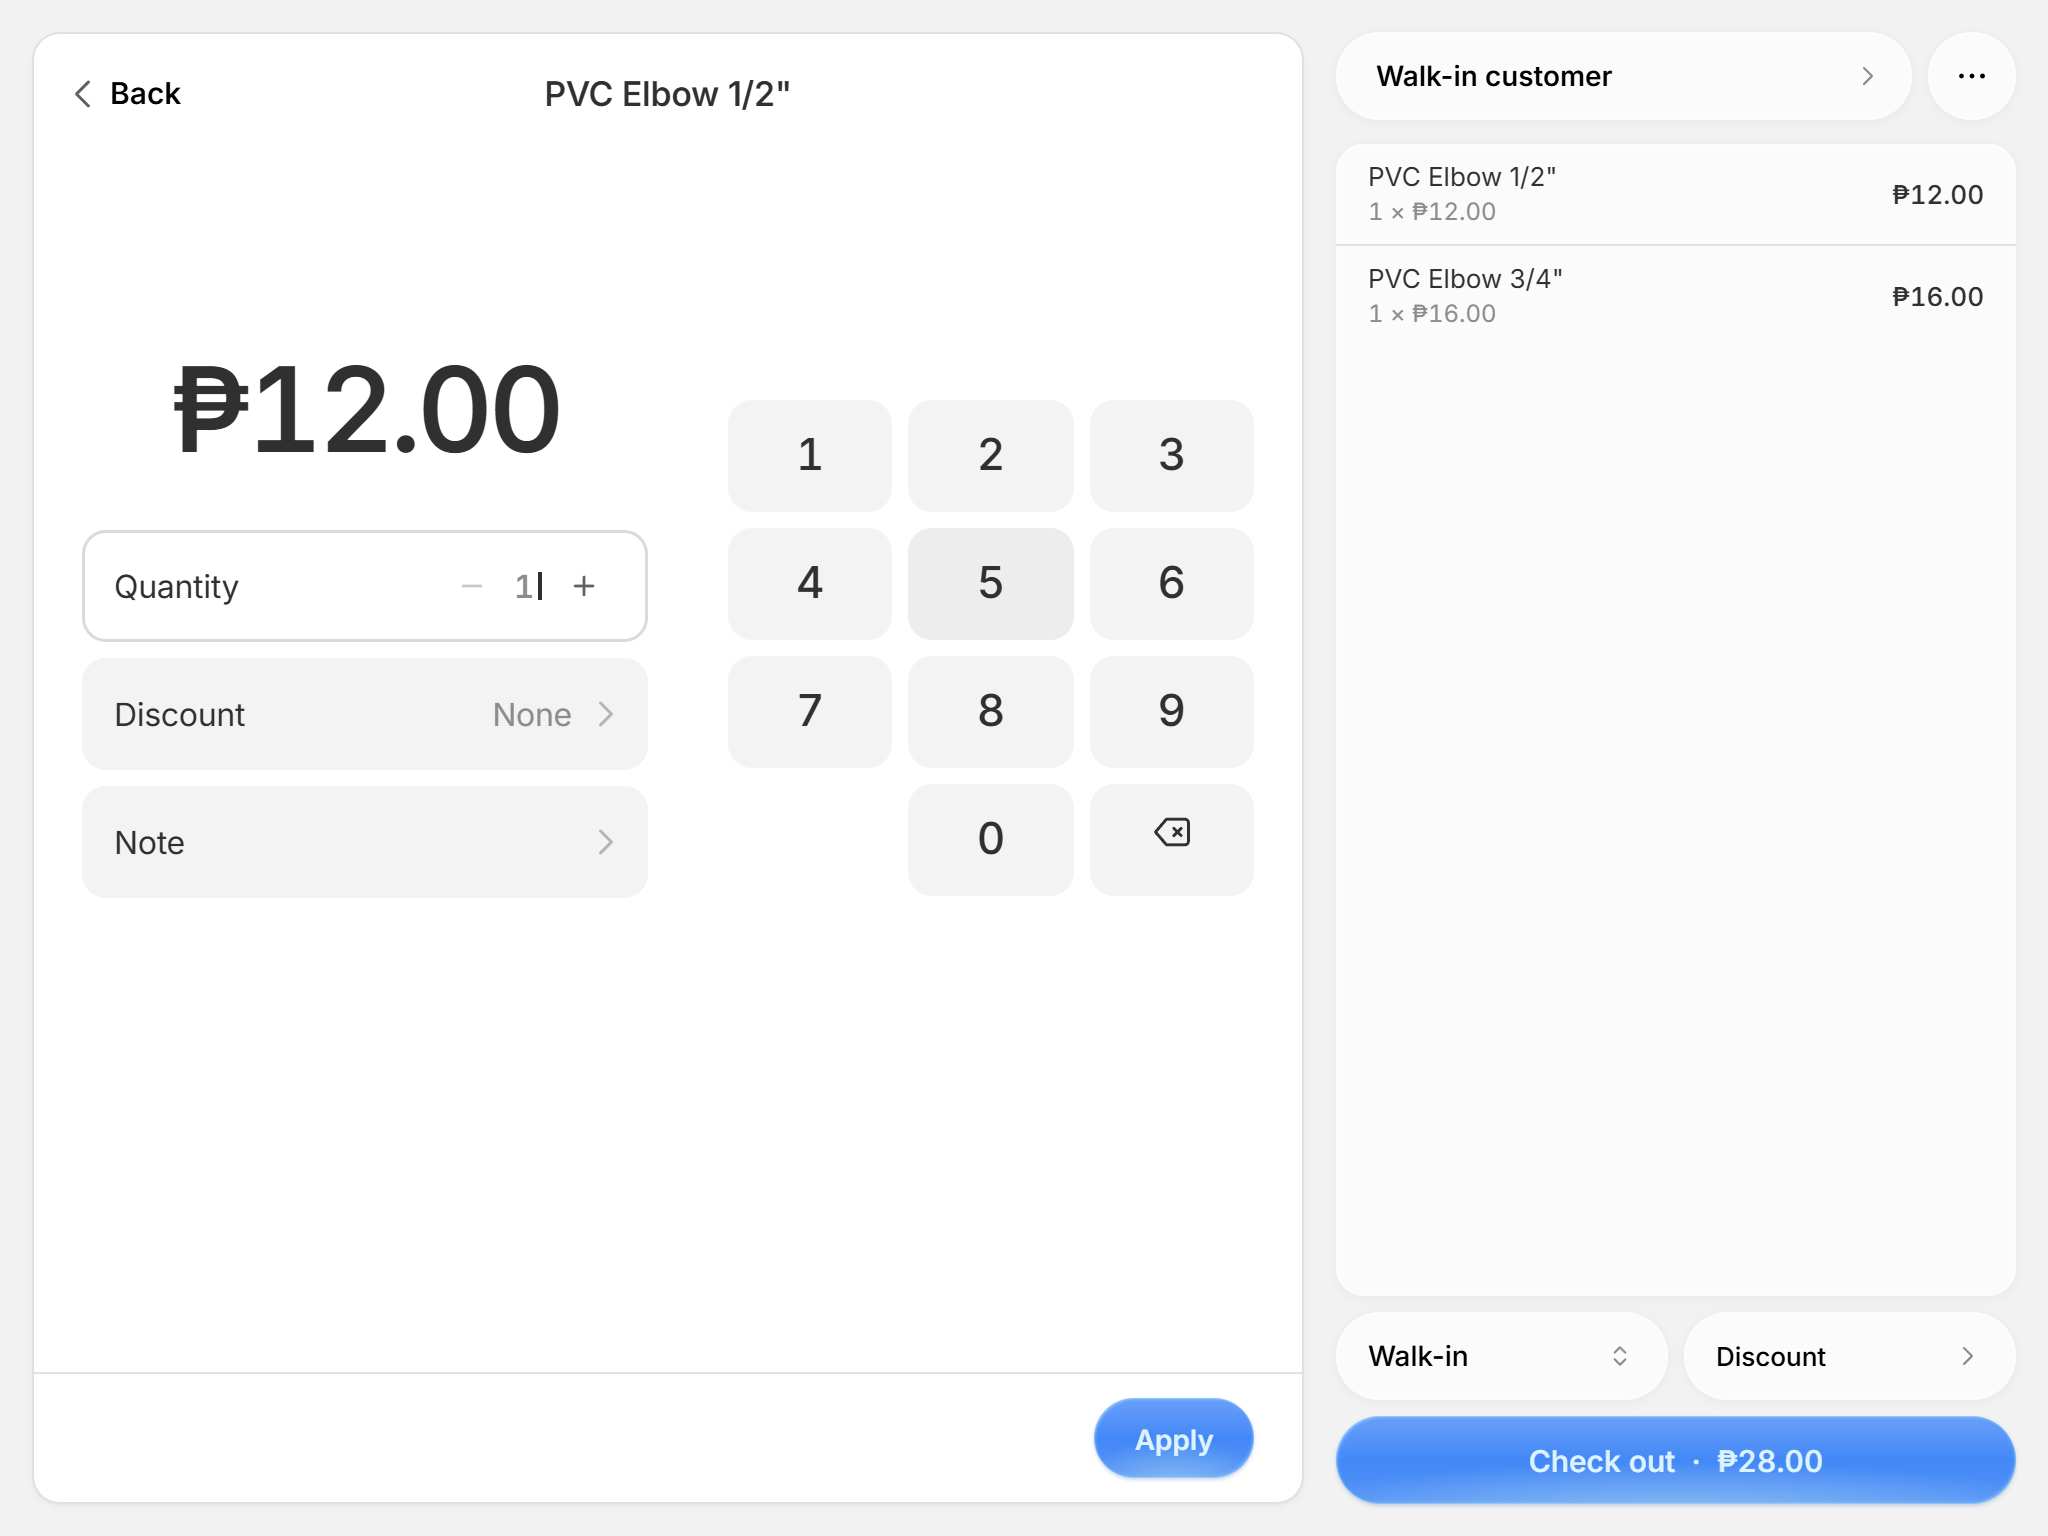 Back
PVC Elbow 1/2"
₱12.00
Quantity − 1 +
Discount None
Note
1 2 3
4 5 6
7 8 9
0
Apply
Walk-in customer
PVC Elbow 1/2" ₱12.00
1 × ₱12.00
PVC Elbow 3/4" ₱16.00
1 × ₱16.00
Walk-in
Discount
Check out · ₱28.00